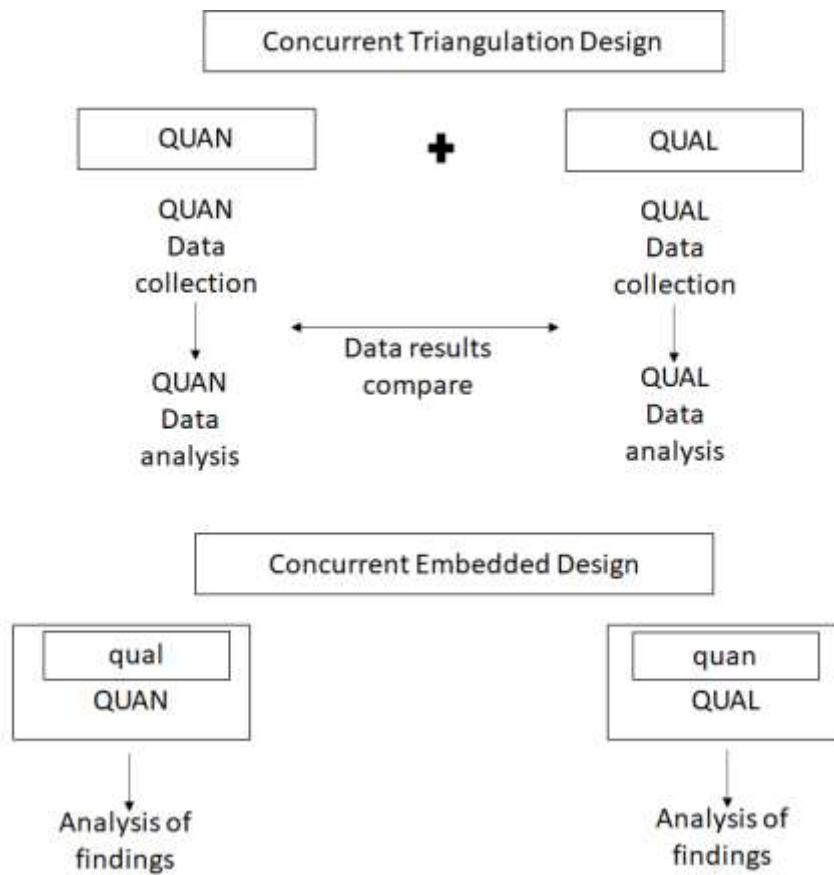 Concurrent Triangulation Design
QUAN
✚
QUAL
QUAN
Data
collection
QUAL
Data
collection
Data results
compare
QUAN
Data
analysis
QUAL
Data
analysis
Concurrent Embedded Design
qual
QUAN
quan
QUAL
Analysis of
findings
Analysis of
findings